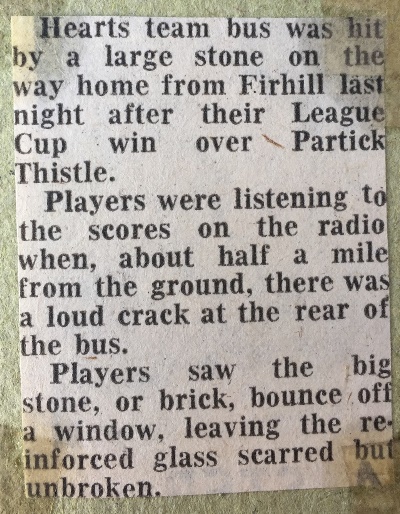 Hearts team bus was hit
by a large stone on the
way home from Firhill last
night after their League
Cup win over Partick
Thistle.
Players were listening to
the scores on the radio
when, about half a mile
from the ground, there was
a loud crack at the rear of
the bus.
Players saw the big
stone, or brick, bounce off
a window, leaving the re-
inforced glass scarred but
unbroken.